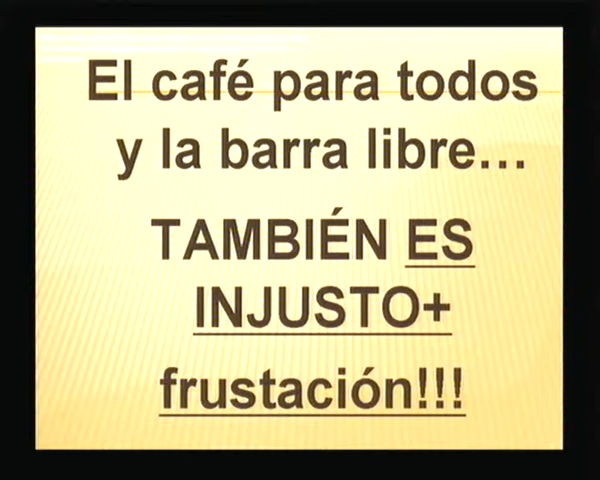 El café para todos
y la barra libre...
TAMBIÉN ES
INJUSTO+
frustación!!!